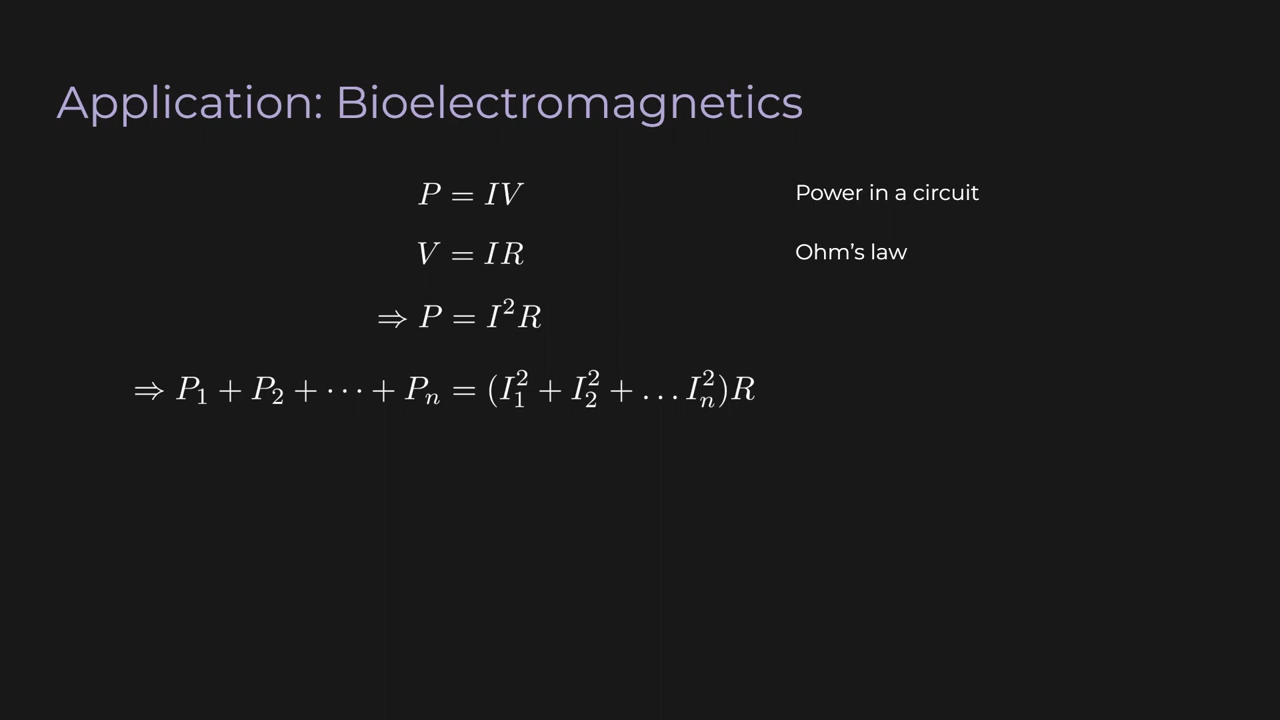 Application: Bioelectromagnetics
P = IV Power in a circuit
V = IR Ohm’s law
⇒ P = I²R
⇒ P₁ + P₂ + ⋯ + Pₙ = (I₁² + I₂² + … Iₙ²)R